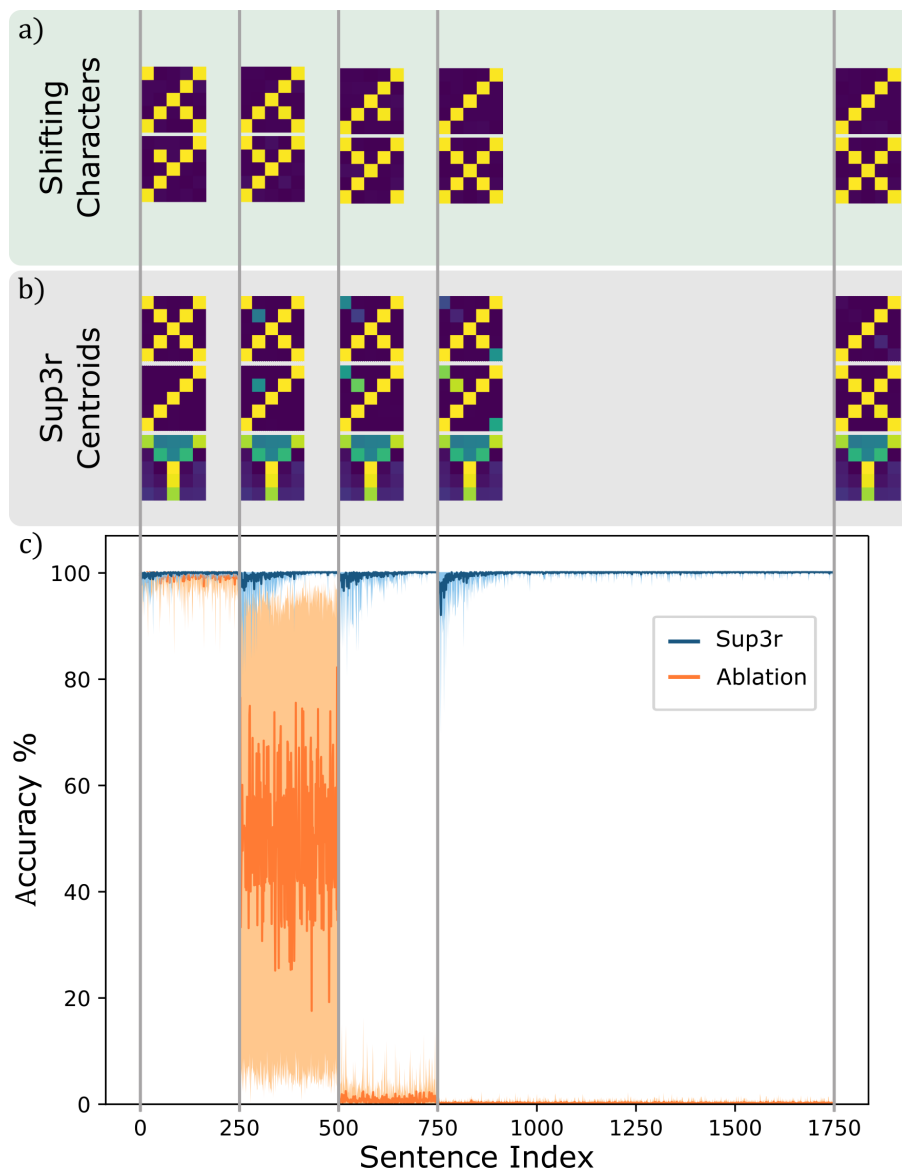 a)
Shifting
Characters
b)
Sup3r
Centroids
c)
100
80
60
40
20
0
Accuracy %
Sup3r
Ablation
0 250 500 750 1000 1250 1500 1750
Sentence Index